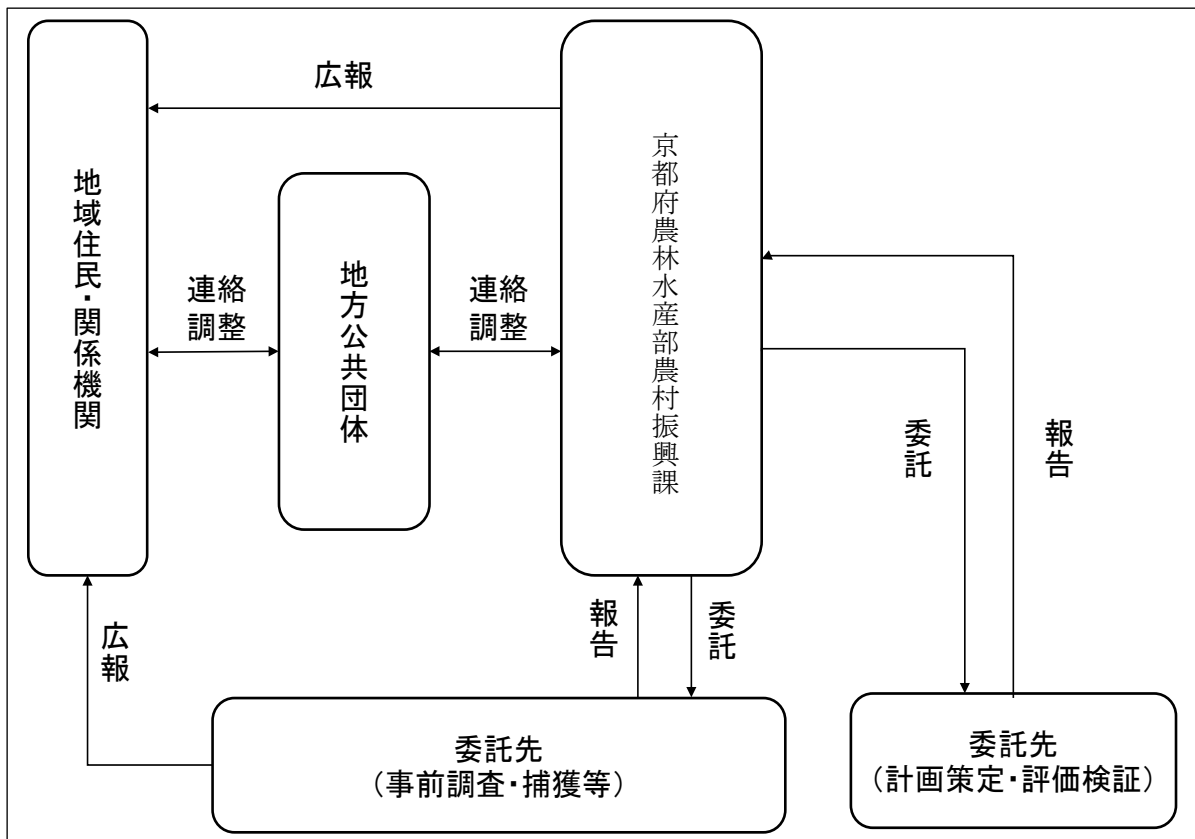 広報
地域住民・関係機関
連絡
調整
地方公共団体
連絡
調整
京都府農林水産部農村振興課
委託
報告
広報
報告
委託
委託先
（事前調査・捕獲等）
委託先
（計画策定・評価検証）